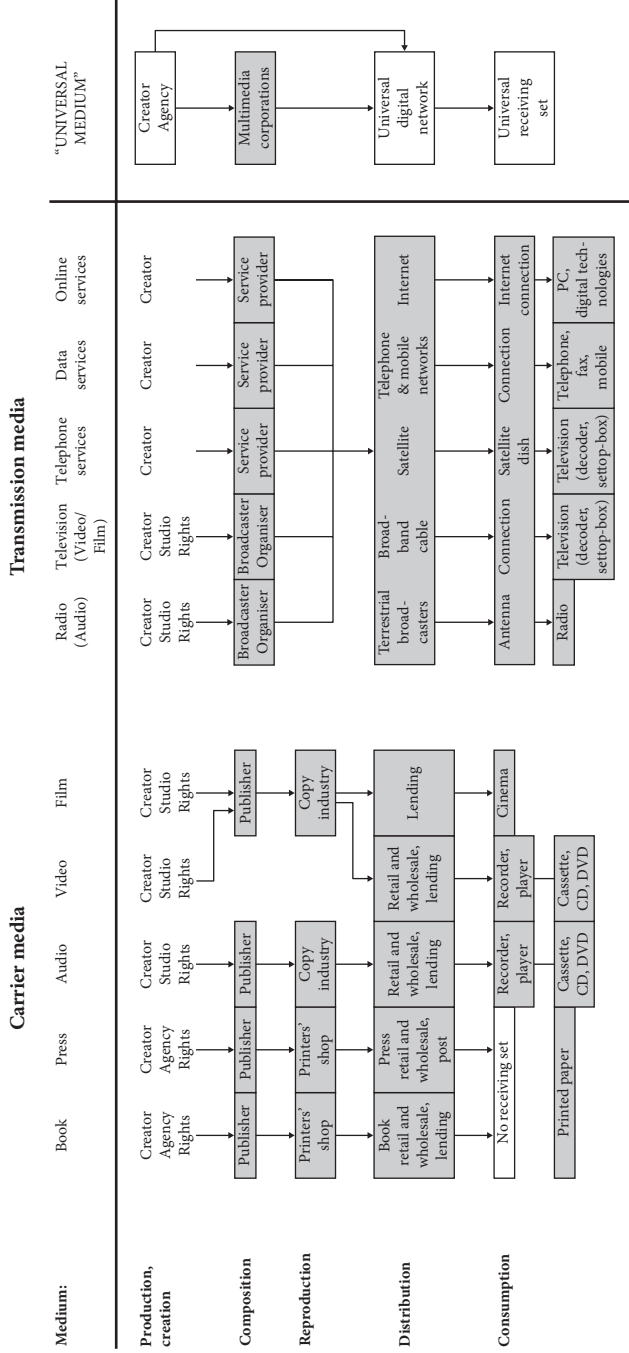 Carrier media
Transmission media
Medium:
Book
Press
Audio
Video
Film
Radio
(Audio)
Television
(Video/
Film)
Telephone
services
Data
services
Online
services
“UNIVERSAL
MEDIUM”
Production,
creation
Creator
Agency
Rights
Creator
Agency
Rights
Creator
Studio
Rights
Creator
Studio
Rights
Creator
Studio
Rights
Creator
Studio
Rights
Creator
Studio
Rights
Creator
Creator
Creator
Creator
Agency
Composition
Publisher
Publisher
Publisher
Publisher
Broadcaster
Organiser
Broadcaster
Organiser
Service
provider
Service
provider
Service
provider
Multimedia
corporations
Reproduction
Printers’
shop
Printers’
shop
Copy
industry
Copy
industry
Distribution
Book
retail and
wholesale,
lending
Press
retail and
wholesale,
post
Retail and
wholesale,
lending
Retail and
wholesale,
lending
Lending
Terrestrial
broad-
casters
Broad-
band
cable
Satellite
Telephone
& mobile
networks
Internet
Universal
digital
network
Consumption
No receiving set
Recorder,
player
Recorder,
player
Cinema
Antenna
Connection
Satellite
dish
Connection
Internet
connection
Universal
receiving
set
Printed paper
Cassette,
CD, DVD
Cassette,
CD, DVD
Radio
Television
(decoder,
settop-box)
Television
(decoder,
settop-box)
Telephone,
fax,
mobile
PC,
digital tech-
nologies